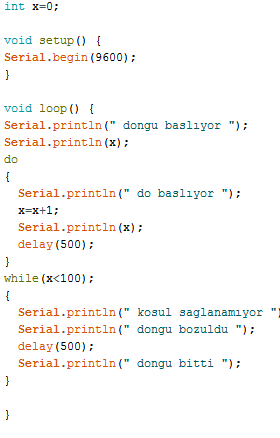 int x=0;

void setup() {
Serial.begin(9600);
}

void loop() {
Serial.println(" dongu baslıyor ");
Serial.println(x);
do
{
  Serial.println(" do baslıyor ");
  x=x+1;
  Serial.println(x);
  delay(500);
}
while(x<100);
{
  Serial.println(" kosul saglanamıyor ")
  Serial.println(" dongu bozuldu ");
  delay(500);
  Serial.println(" dongu bitti ");
}

}